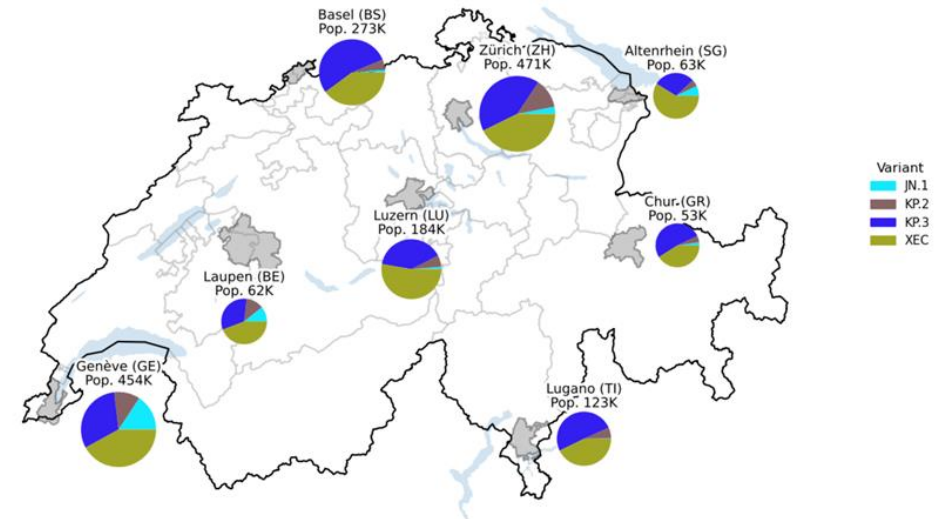 Basel (BS)
Pop. 273K
Zürich (ZH)
Pop. 471K
Altenrhein (SG)
Pop. 63K
Variant
JN.1
KP.2
KP.3
XEC
Chur (GR)
Pop. 53K
Luzern (LU)
Pop. 184K
Laupen (BE)
Pop. 62K
Genève (GE)
Pop. 454K
Lugano (TI)
Pop. 123K